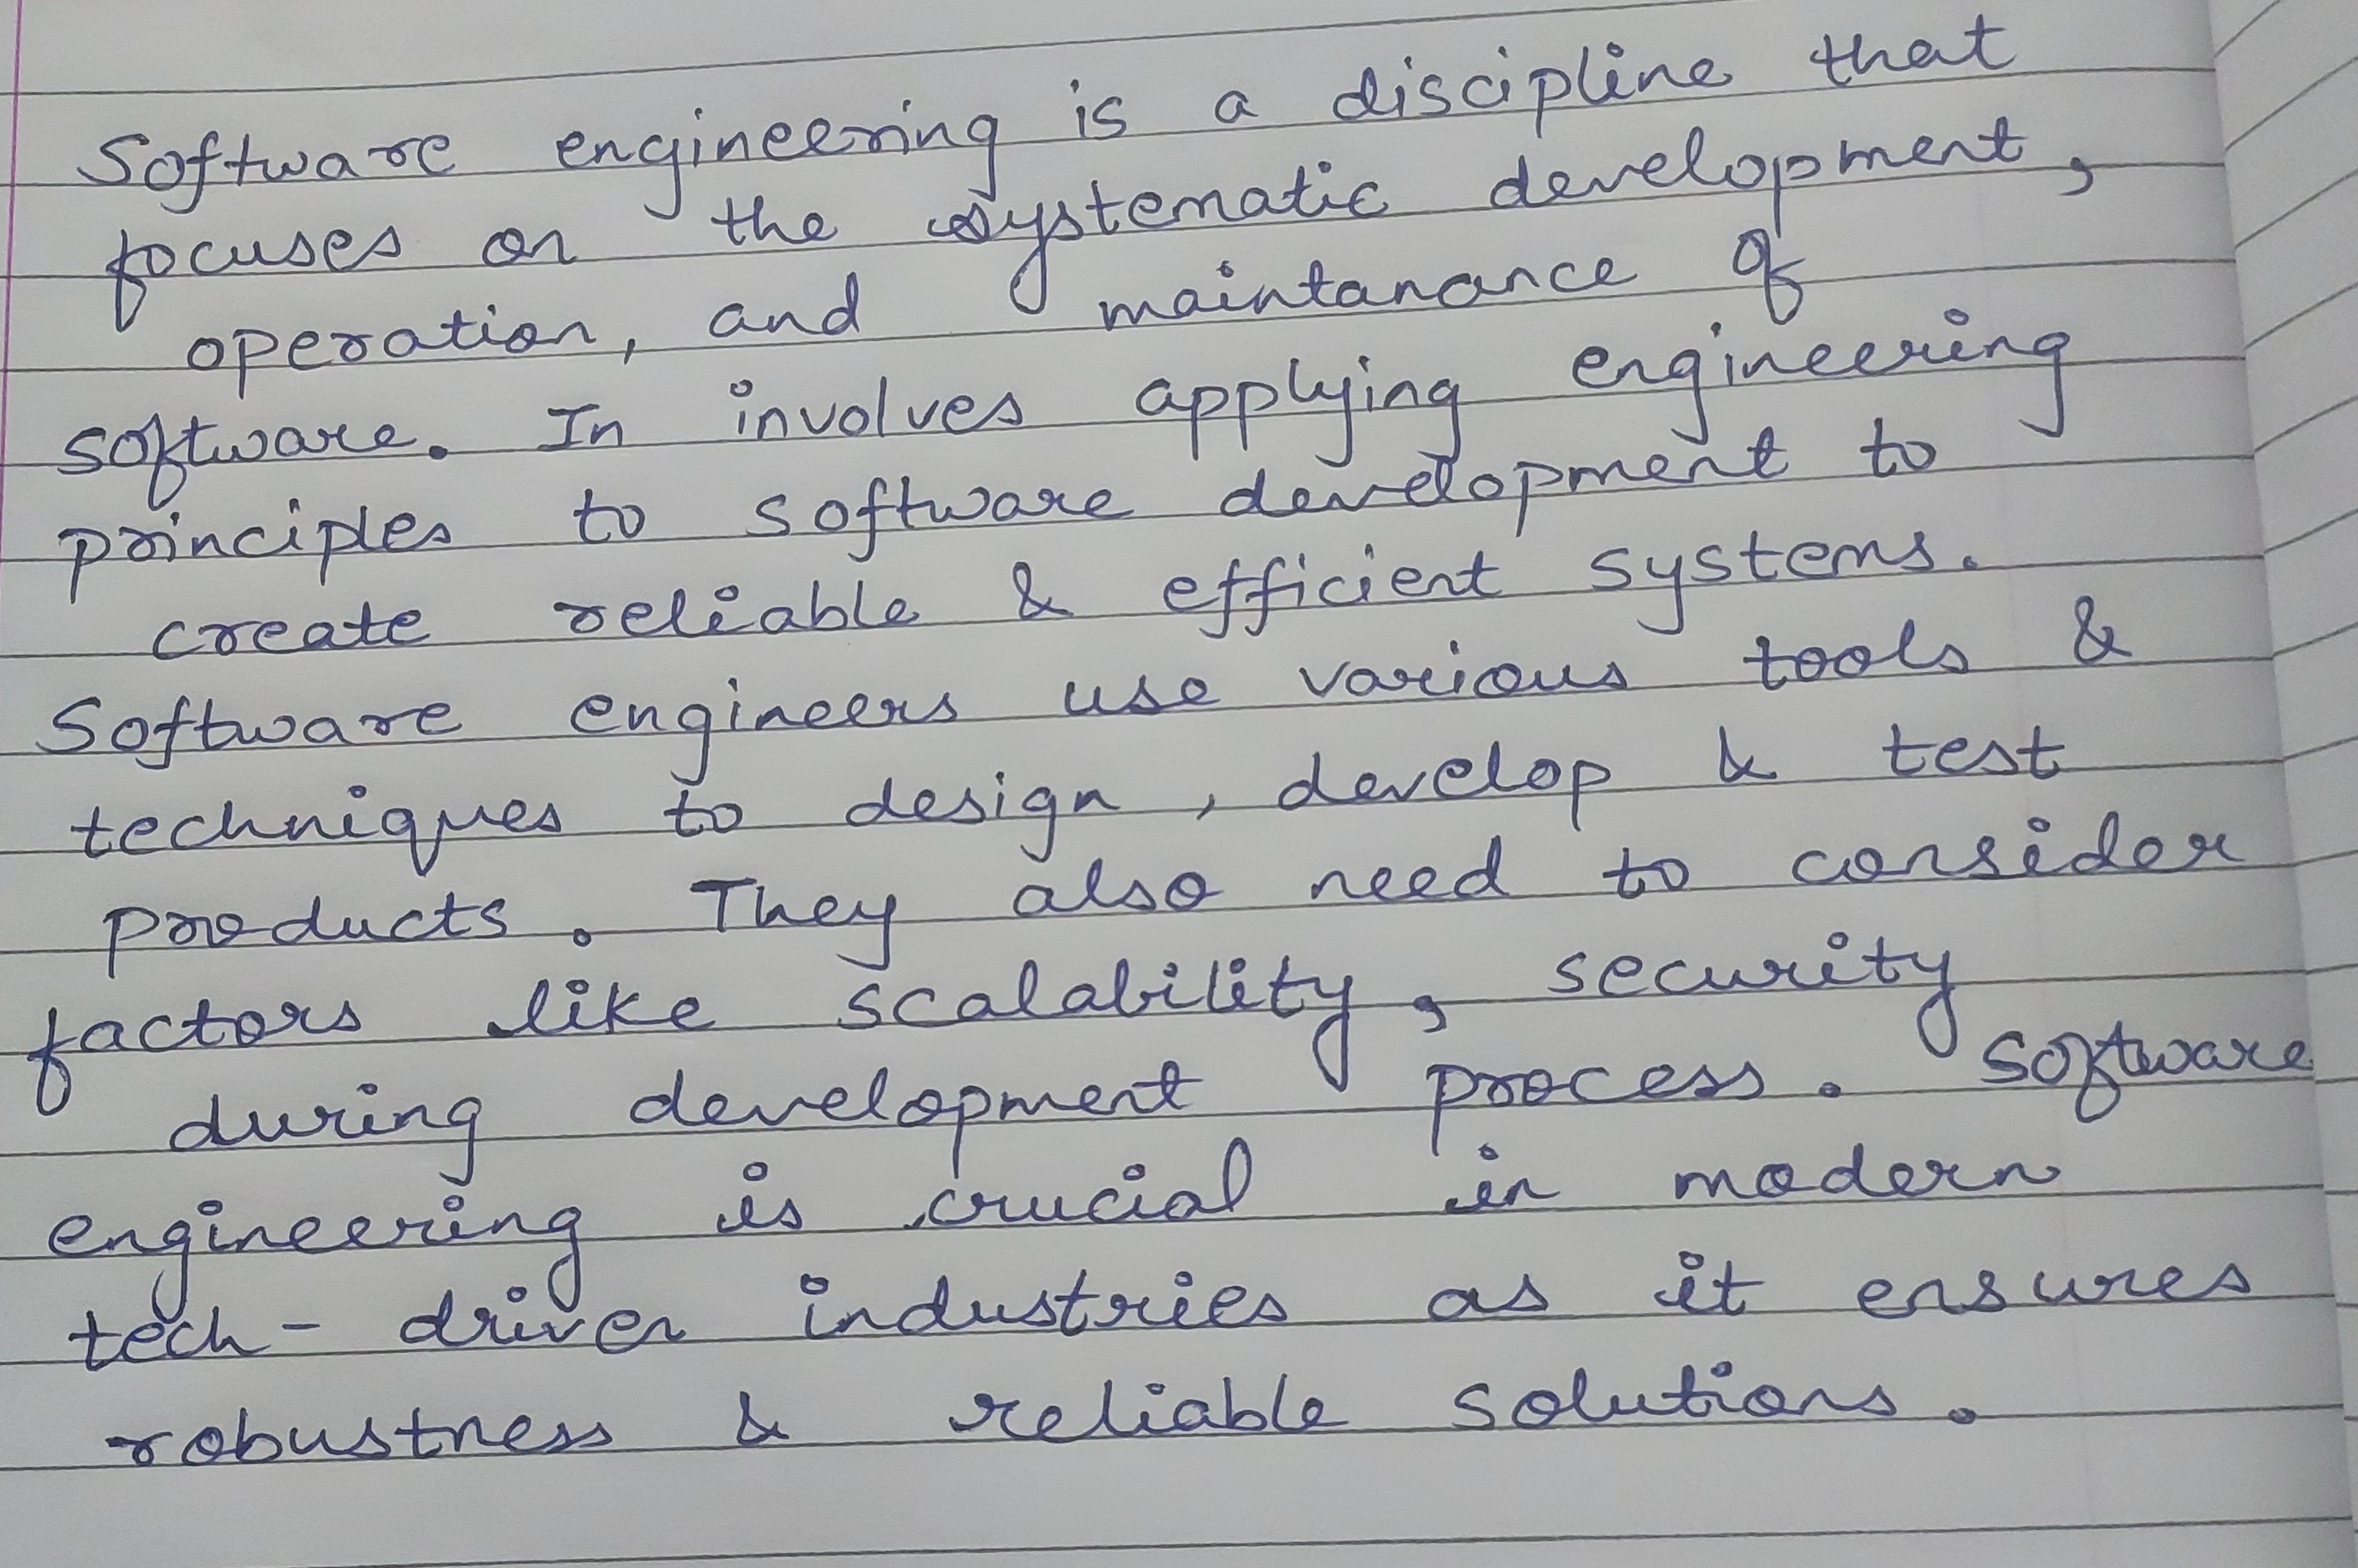 Software engineering is a discipline that
focuses on the systematic development,
operation, and maintanance of
software. In involves applying engineering
principles to software development to
create reliable & efficient systems.
Software engineers use various tools &
techniques to design, develop & test
products. They also need to consider
factors like scalability, security
during development process. Software
engineering is crucial in modern
tech-driven industries as it ensures
robustness & reliable solutions.